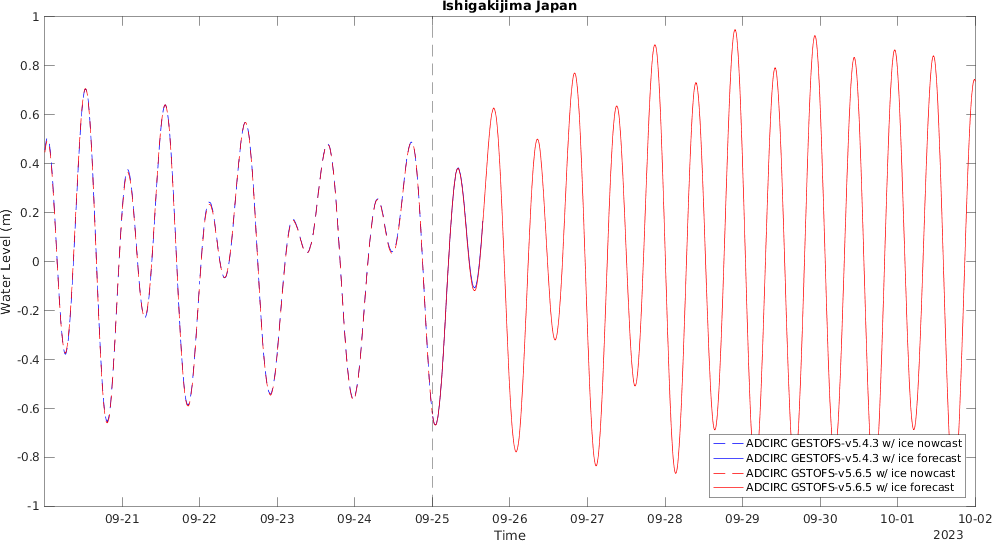 Ishigakijima Japan
1
0.8
0.6
0.4
0.2
0
-0.2
-0.4
-0.6
-0.8
-1
Water Level (m)
ADCIRC GESTOFS-v5.4.3 w/ ice nowcast
ADCIRC GESTOFS-v5.4.3 w/ ice forecast
ADCIRC GSTOFS-v5.6.5 w/ ice nowcast
ADCIRC GSTOFS-v5.6.5 w/ ice forecast
09-21 09-22 09-23 09-24 09-25 09-26 09-27 09-28 09-29 09-30 10-01 10-02
Time
2023